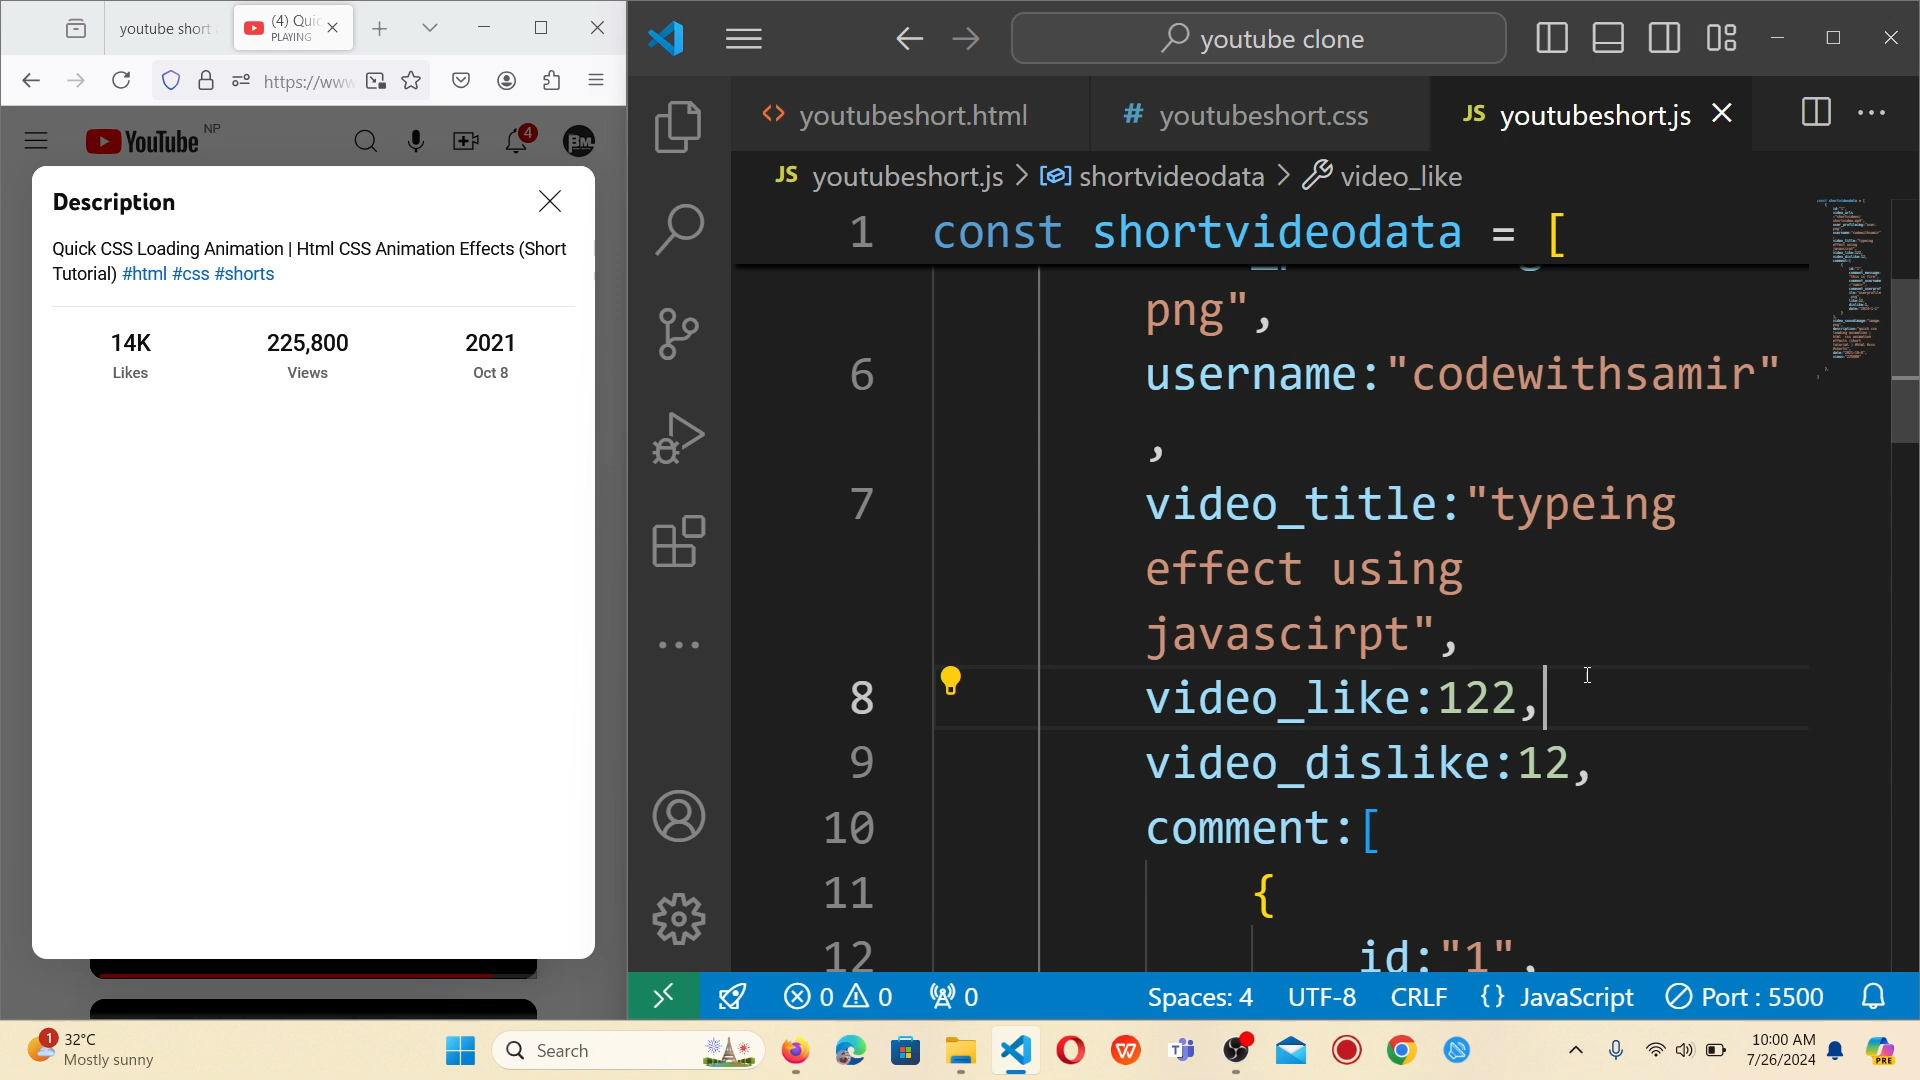 youtube short
(4) Quic
PLAYING
https://www
YouTube NP
4
BM
Description
Quick CSS Loading Animation | Html CSS Animation Effects (Short
Tutorial) #html #css #shorts
14K
Likes
225,800
Views
2021
Oct 8
youtube clone
youtubeshort.html
# youtubeshort.css
JS youtubeshort.js
JS youtubeshort.js > shortvideodata > video_like
1 const shortvideodata = [
png",
6 username:"codewithsamir"
,
7 video_title:"typeing
effect using
javascirpt",
8 video_like:122,
9 video_dislike:12,
10 comment:[
11 {
12 id:"1",
0 0 0 Spaces: 4 UTF-8 CRLF {} JavaScript Port : 5500
1 32°C
Mostly sunny
Search
10:00 AM
7/26/2024
PRE